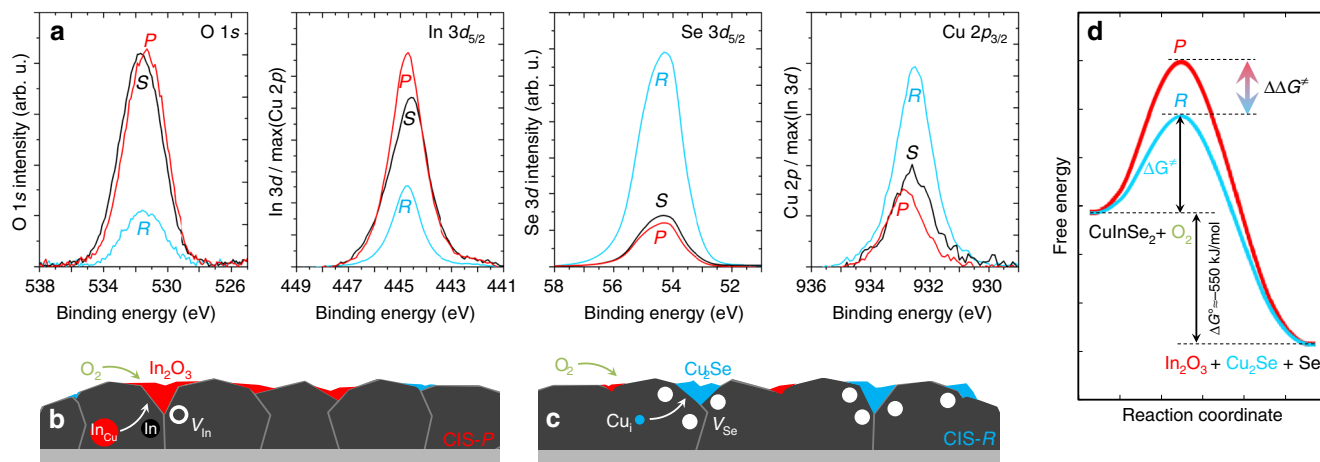 a
O 1s
P
S
R
O 1s intensity (arb. u.)
538 534 532 528 525
Binding energy (eV)
In 3d5/2
P
S
R
In 3d / max(Cu 2p)
449 447 445 443 441
Binding energy (eV)
Se 3d5/2
R
S
P
Se 3d intensity (arb. u.)
58 56 54 52
Binding energy (eV)
Cu 2p3/2
R
S
P
Cu 2p / max(In 3d)
936 934 932 930
Binding energy (eV)
d
P
R
ΔΔG≠
ΔG≠
CuInSe2+ O2
ΔG°≈–550 kJ/mol
In2O3 + Cu2Se + Se
Free energy
Reaction coordinate
O2
In2O3
b
InCu
In
VIn
CIS-P
O2
Cu2Se
c
Cui
VSe
CIS-R